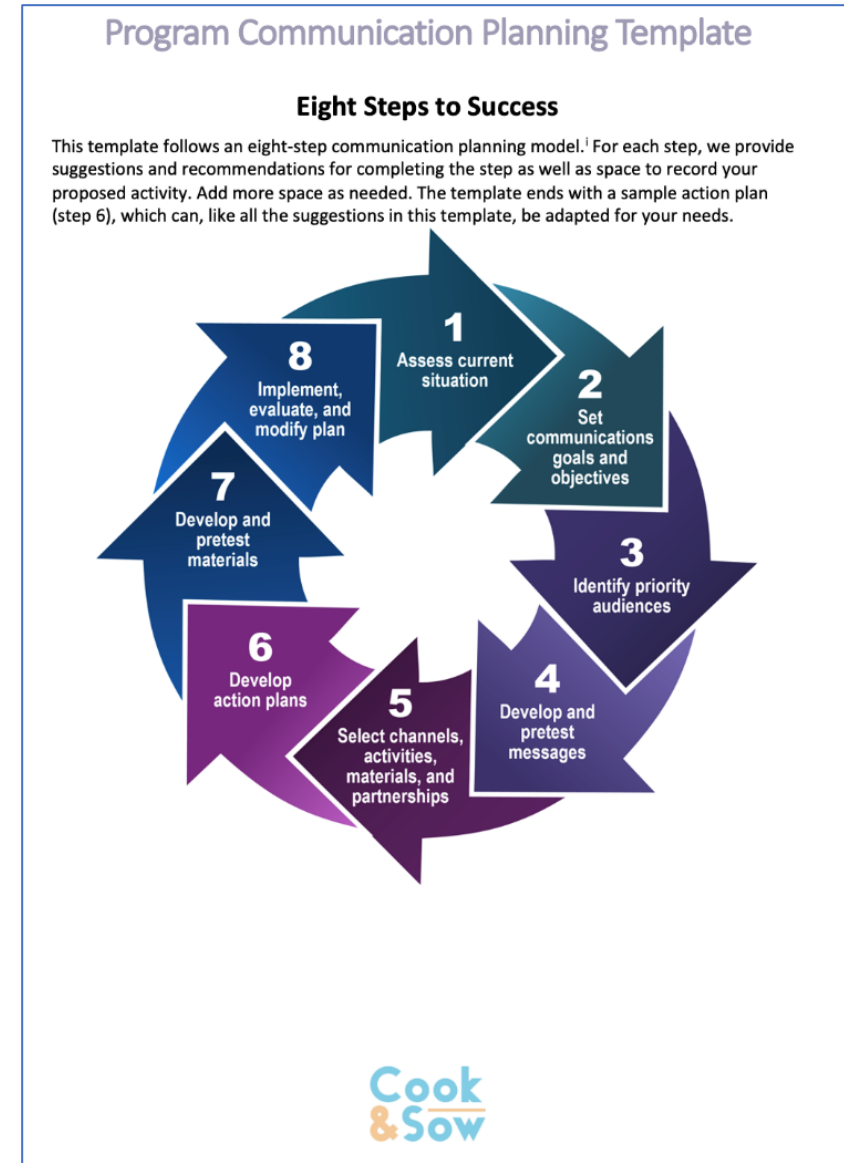 Program Communication Planning Template
Eight Steps to Success
This template follows an eight-step communication planning model.ⁱ For each step, we provide
suggestions and recommendations for completing the step as well as space to record your
proposed activity. Add more space as needed. The template ends with a sample action plan
(step 6), which can, like all the suggestions in this template, be adapted for your needs.
1
Assess current
situation
2
Set
communications
goals and
objectives
3
Identify priority
audiences
4
Develop and
pretest
messages
5
Select channels,
activities,
materials, and
partnerships
6
Develop
action plans
7
Develop and
pretest
materials
8
Implement,
evaluate, and
modify plan
Cook
& Sow